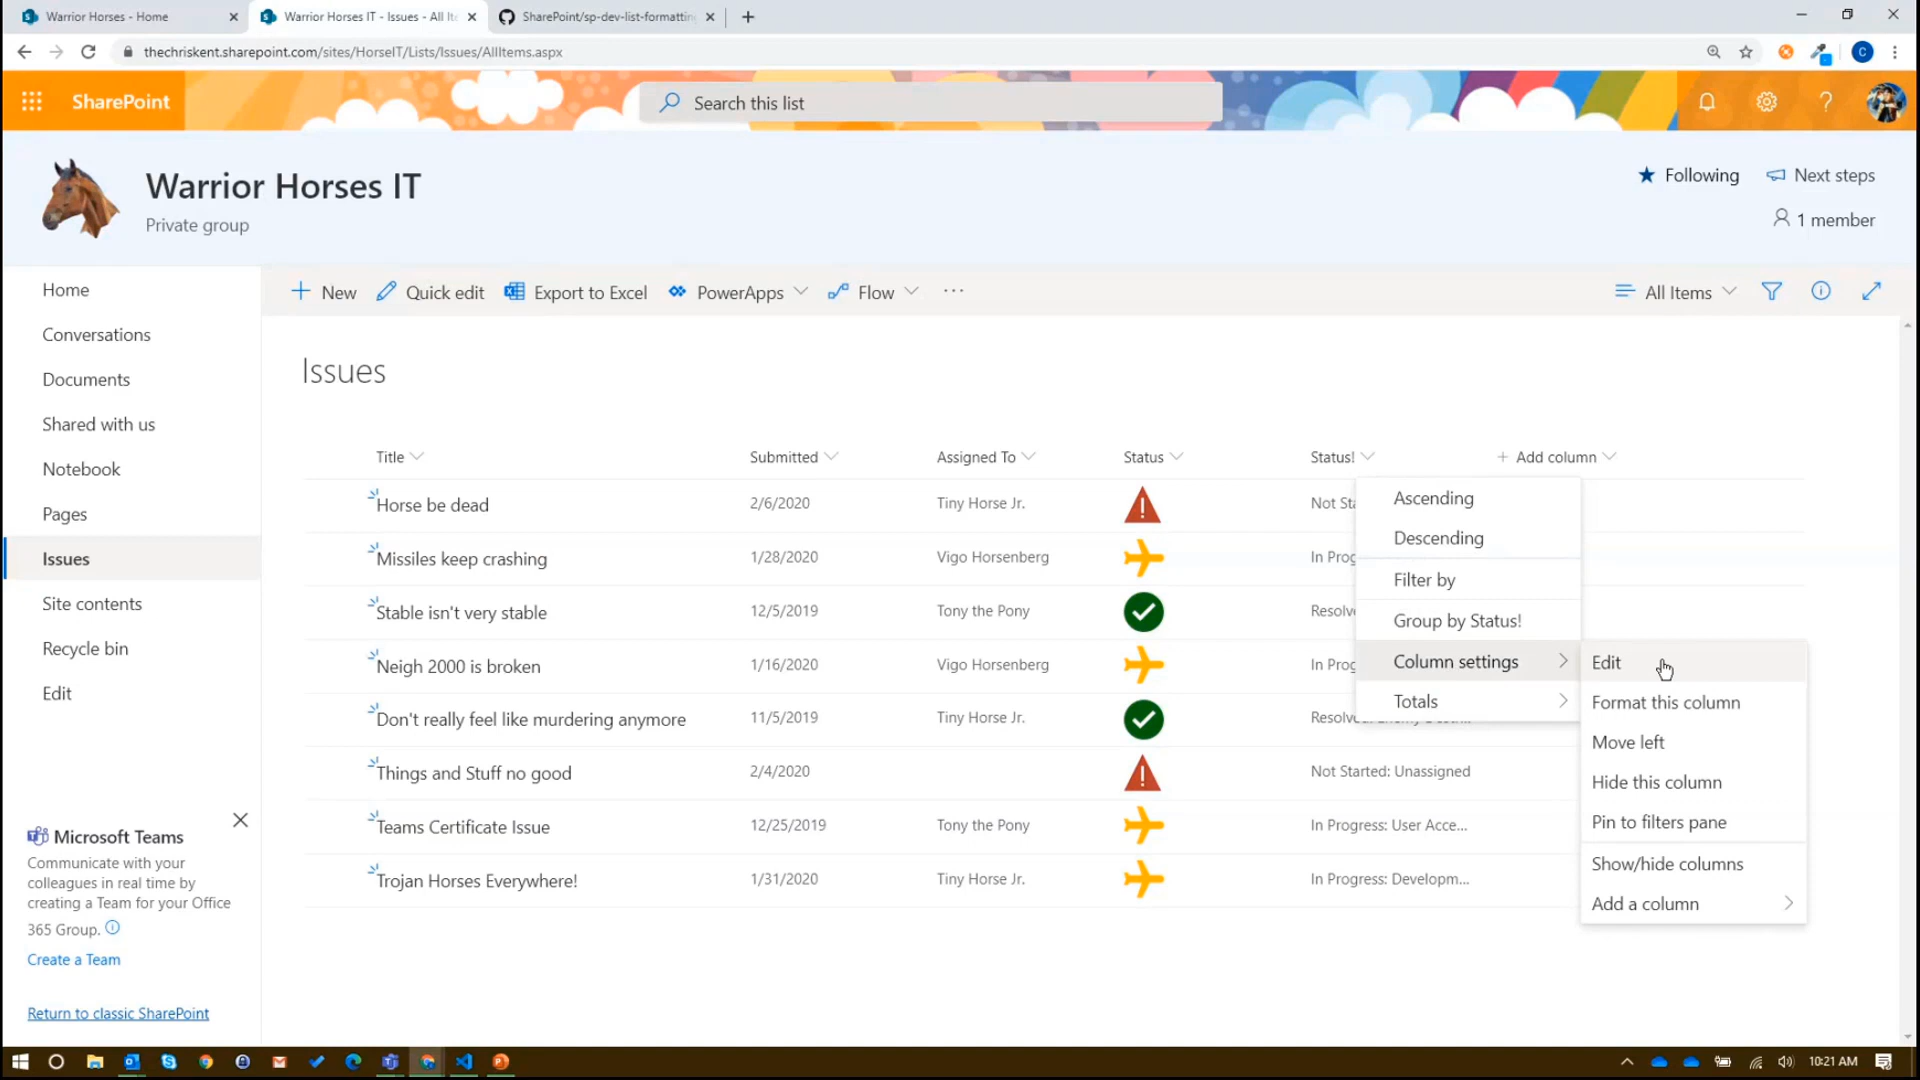 Warrior Horses - Home
Warrior Horses IT - Issues - All It
SharePoint/sp-dev-list-formattin
thechriskent.sharepoint.com/sites/HorseIT/Lists/Issues/AllItems.aspx
C
SharePoint
Search this list
?
Warrior Horses IT
Private group
Following
Next steps
1 member
Home
Conversations
Documents
Shared with us
Notebook
Pages
Issues
Site contents
Recycle bin
Edit
New
Quick edit
Export to Excel
PowerApps
Flow
...
All Items
Issues
Title
Submitted
Assigned To
Status
Status!
+ Add column
Horse be dead
2/6/2020
Tiny Horse Jr.
Not Sta
Missiles keep crashing
1/28/2020
Vigo Horsenberg
In Prog
Stable isn't very stable
12/5/2019
Tony the Pony
Resolve
Neigh 2000 is broken
1/16/2020
Vigo Horsenberg
In Prog
Don't really feel like murdering anymore
11/5/2019
Tiny Horse Jr.
Things and Stuff no good
2/4/2020
Not Started: Unassigned
Teams Certificate Issue
12/25/2019
Tony the Pony
In Progress: User Acce...
Trojan Horses Everywhere!
1/31/2020
Tiny Horse Jr.
In Progress: Developm...
Ascending
Descending
Filter by
Group by Status!
Column settings
Totals
Edit
Format this column
Move left
Hide this column
Pin to filters pane
Show/hide columns
Add a column
Microsoft Teams
Communicate with your
colleagues in real time by
creating a Team for your Office
365 Group.
Create a Team
Return to classic SharePoint
10:21 AM